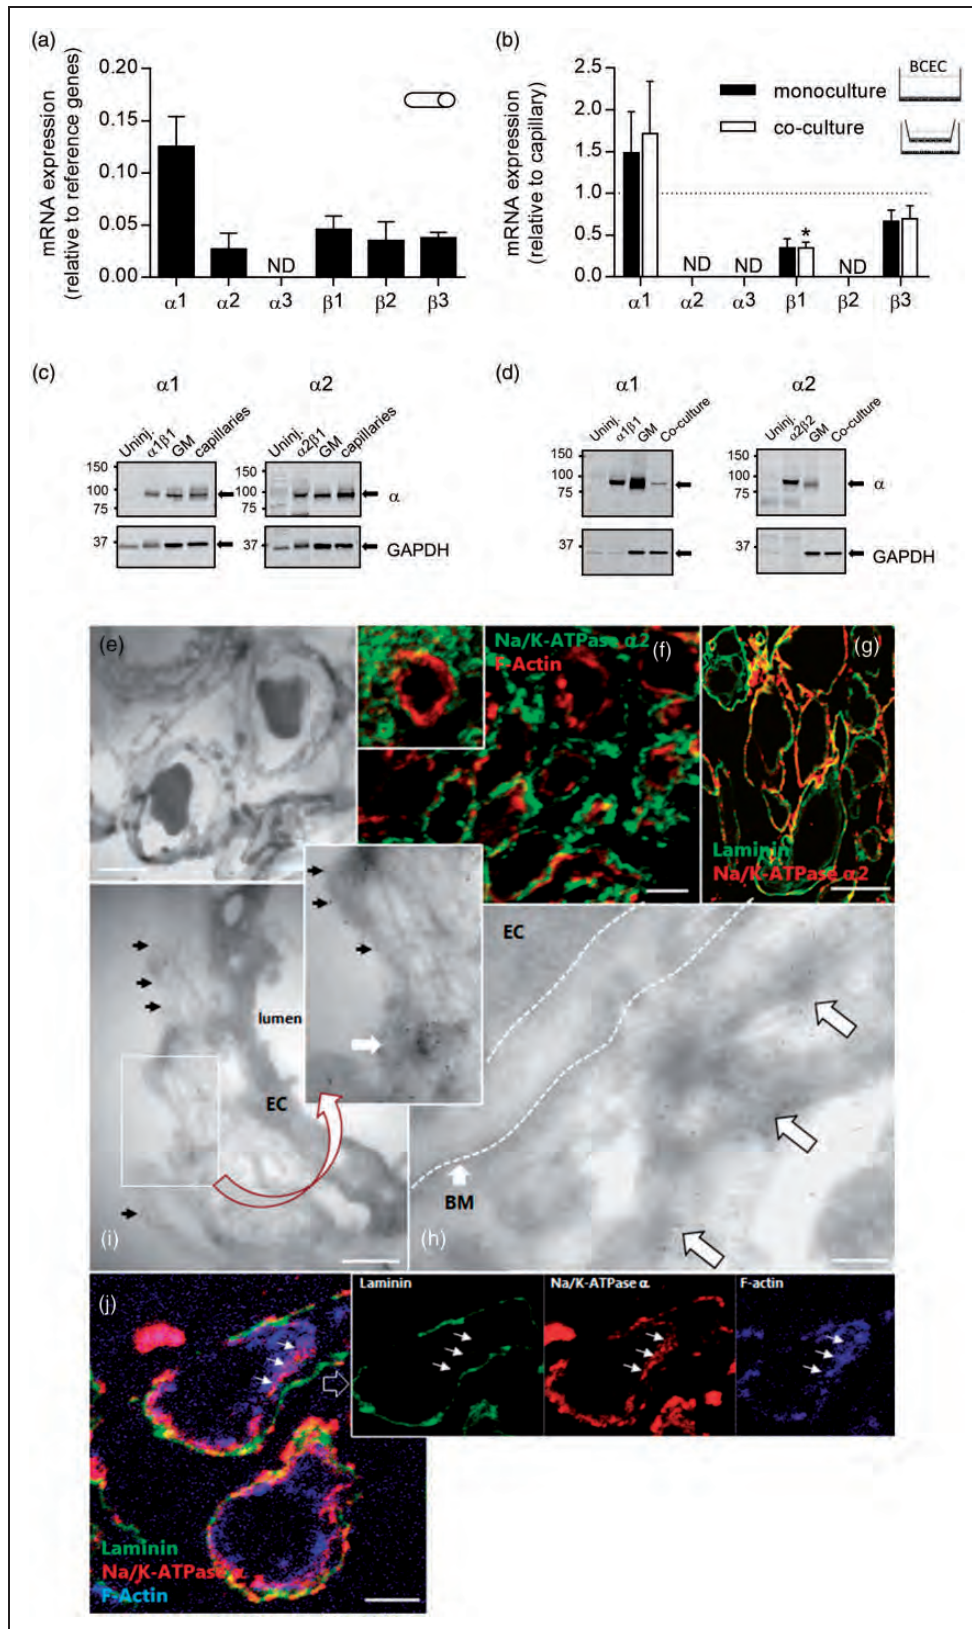 (a)
mRNA expression
(relative to reference genes)
0.20
0.15
0.10
0.05
0.00
ND
α1 α2 α3 β1 β2 β3
(b)
mRNA expression
(relative to capillary)
2.5
2.0
1.5
1.0
0.5
0.0
BCEC
monoculture
co-culture
ND ND * ND
α1 α2 α3 β1 β2 β3
(c)
α1 α2
Uninj. α1β1 GM capillaries
Uninj. α2β1 GM capillaries
150
100
75
37
150
100
75
37
α
GAPDH
(d)
α1 α2
Uninj. α1β1 GM Co-culture
Uninj. α2β2 GM Co-culture
150
100
75
37
150
100
75
37
α
GAPDH
(e)
Na/K-ATPase α2
F-Actin
(f)
(g)
Laminin
Na/K-ATPase α2
lumen
EC
(i)
EC
BM
(h)
(j)
Laminin
Na/K-ATPase α
F-Actin
Laminin
Na/K-ATPase α
F-actin